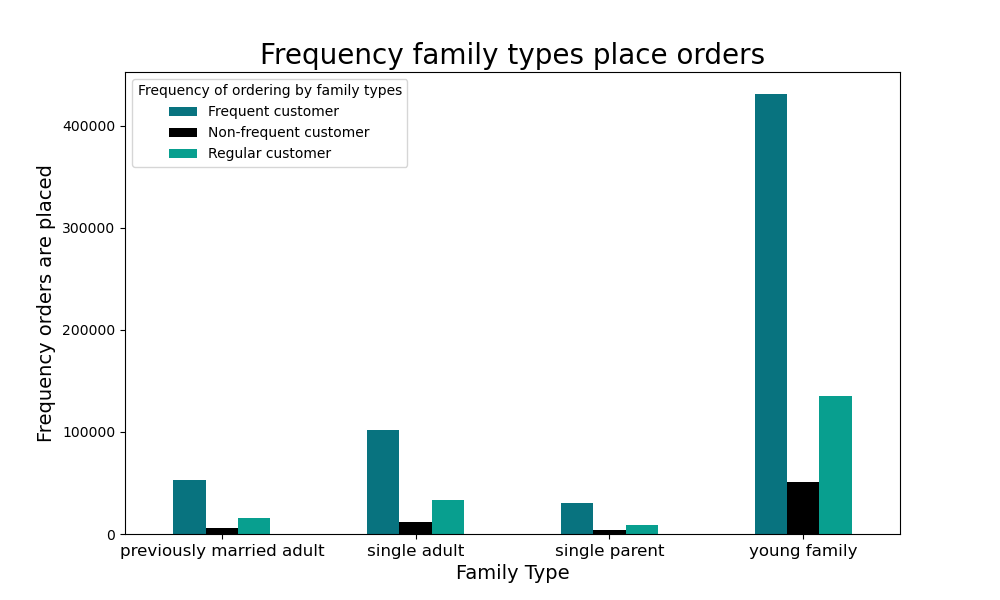 Frequency family types place orders
Frequency of ordering by family types
Frequent customer
Non-frequent customer
Regular customer
Frequency orders are placed
400000
300000
200000
100000
0
previously married adult
single adult
single parent
young family
Family Type